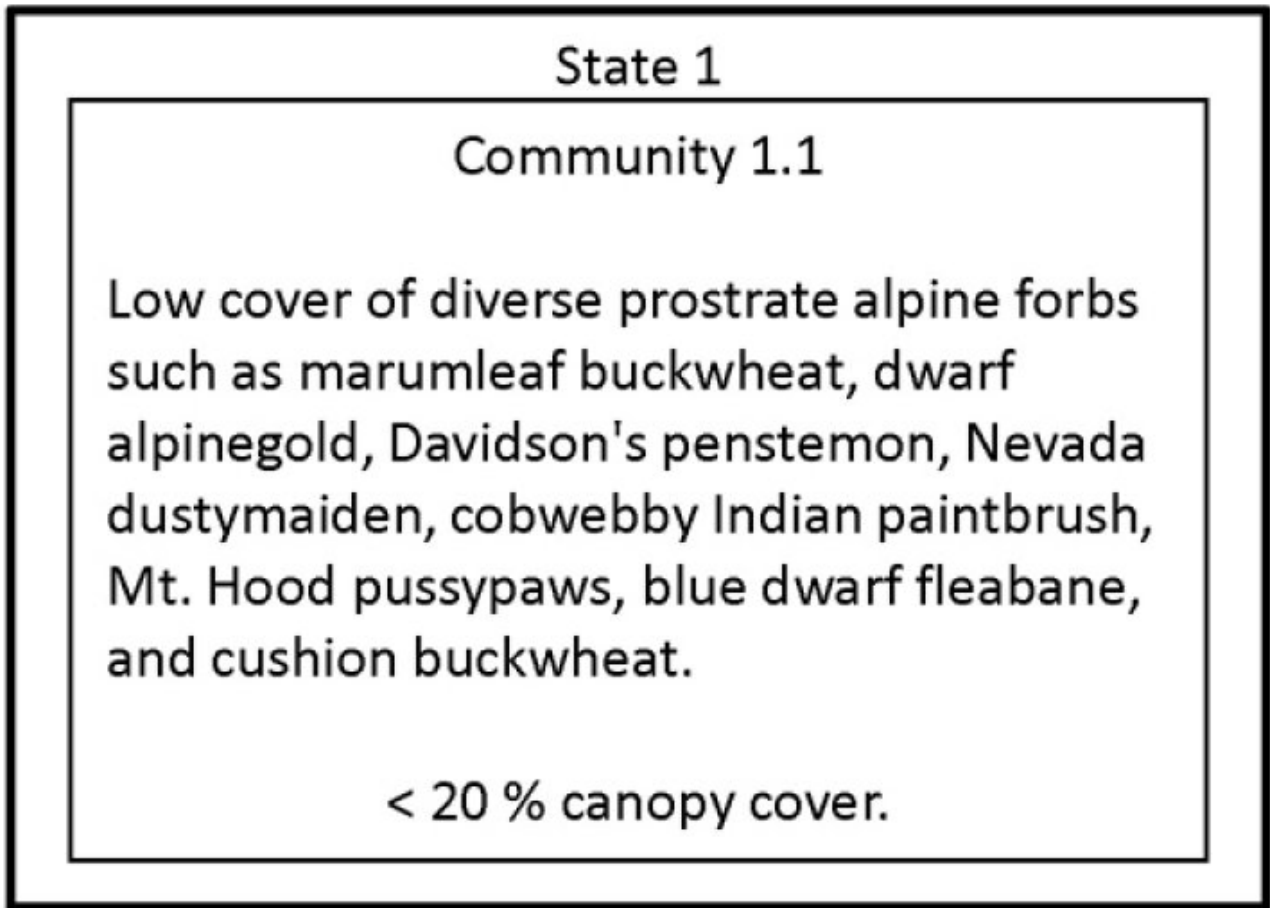 State 1
Community 1.1
Low cover of diverse prostrate alpine forbs
such as marumleaf buckwheat, dwarf
alpinegold, Davidson's penstemon, Nevada
dustymaiden, cobwebby Indian paintbrush,
Mt. Hood pussypaws, blue dwarf fleabane,
and cushion buckwheat.
< 20 % canopy cover.